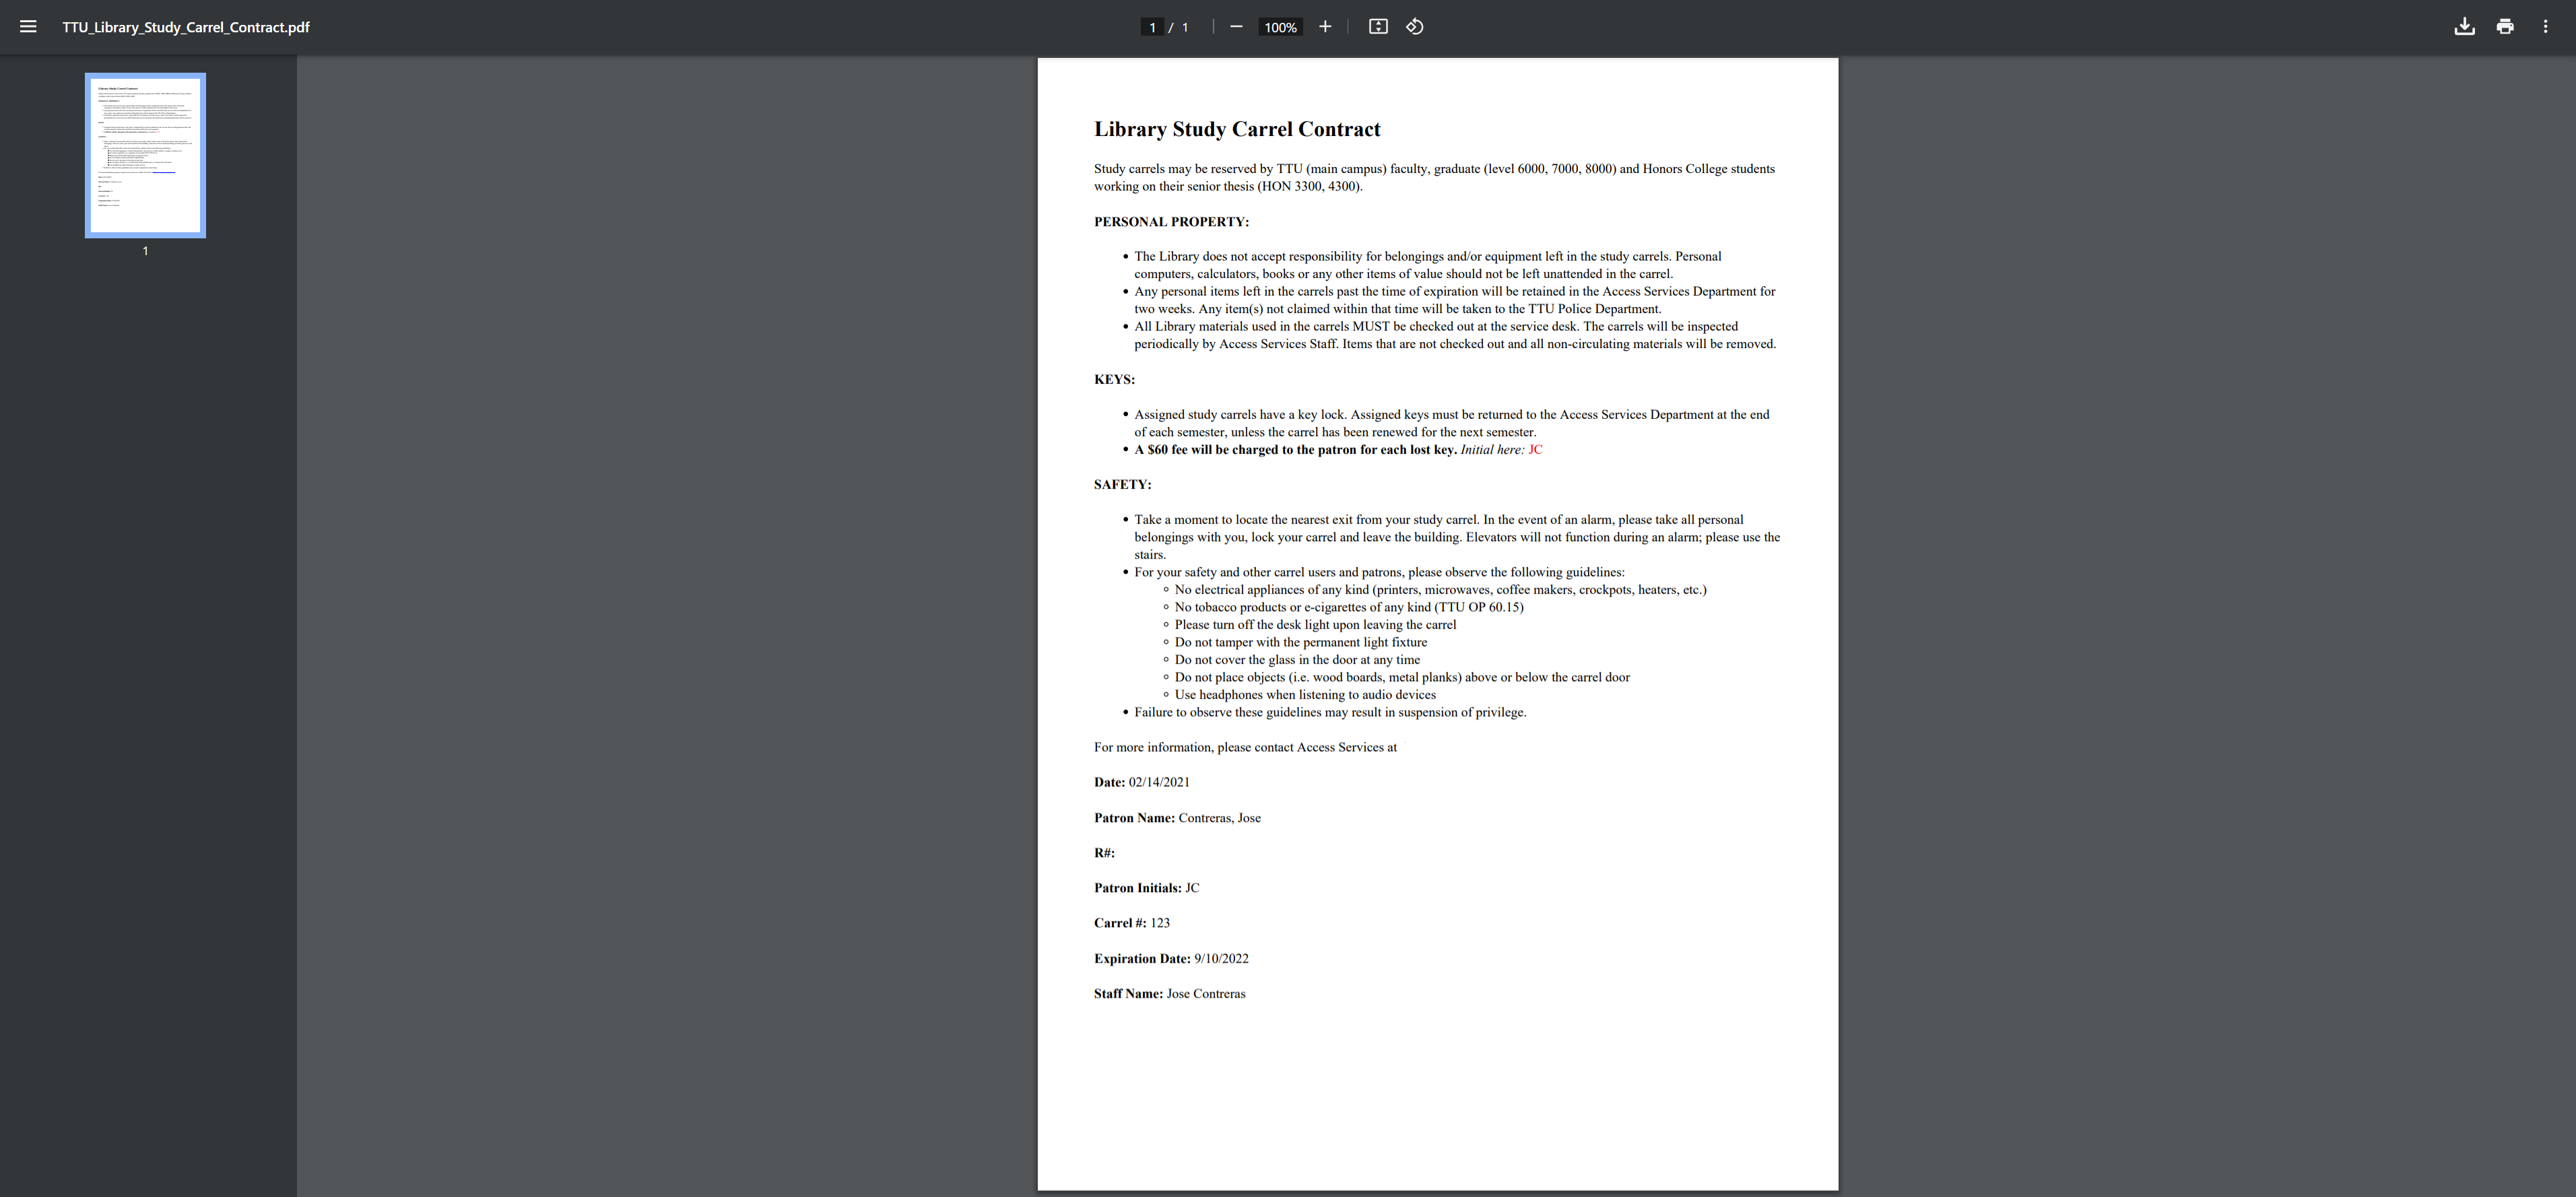 TTU_Library_Study_Carrel_Contract.pdf
1 / 1
100%
1
Library Study Carrel Contract
Study carrels may be reserved by TTU (main campus) faculty, graduate (level 6000, 7000, 8000) and Honors College students
working on their senior thesis (HON 3300, 4300).
PERSONAL PROPERTY:
• The Library does not accept responsibility for belongings and/or equipment left in the study carrels. Personal
computers, calculators, books or any other items of value should not be left unattended in the carrel.
• Any personal items left in the carrels past the time of expiration will be retained in the Access Services Department for
two weeks. Any item(s) not claimed within that time will be taken to the TTU Police Department.
• All Library materials used in the carrels MUST be checked out at the service desk. The carrels will be inspected
periodically by Access Services Staff. Items that are not checked out and all non-circulating materials will be removed.
KEYS:
• Assigned study carrels have a key lock. Assigned keys must be returned to the Access Services Department at the end
of each semester, unless the carrel has been renewed for the next semester.
• A $60 fee will be charged to the patron for each lost key. Initial here: JC
SAFETY:
• Take a moment to locate the nearest exit from your study carrel. In the event of an alarm, please take all personal
belongings with you, lock your carrel and leave the building. Elevators will not function during an alarm; please use the
stairs.
• For your safety and other carrel users and patrons, please observe the following guidelines:
◦ No electrical appliances of any kind (printers, microwaves, coffee makers, crockpots, heaters, etc.)
◦ No tobacco products or e-cigarettes of any kind (TTU OP 60.15)
◦ Please turn off the desk light upon leaving the carrel
◦ Do not tamper with the permanent light fixture
◦ Do not cover the glass in the door at any time
◦ Do not place objects (i.e. wood boards, metal planks) above or below the carrel door
◦ Use headphones when listening to audio devices
• Failure to observe these guidelines may result in suspension of privilege.
For more information, please contact Access Services at
Date: 02/14/2021
Patron Name: Contreras, Jose
R#:
Patron Initials: JC
Carrel #: 123
Expiration Date: 9/10/2022
Staff Name: Jose Contreras